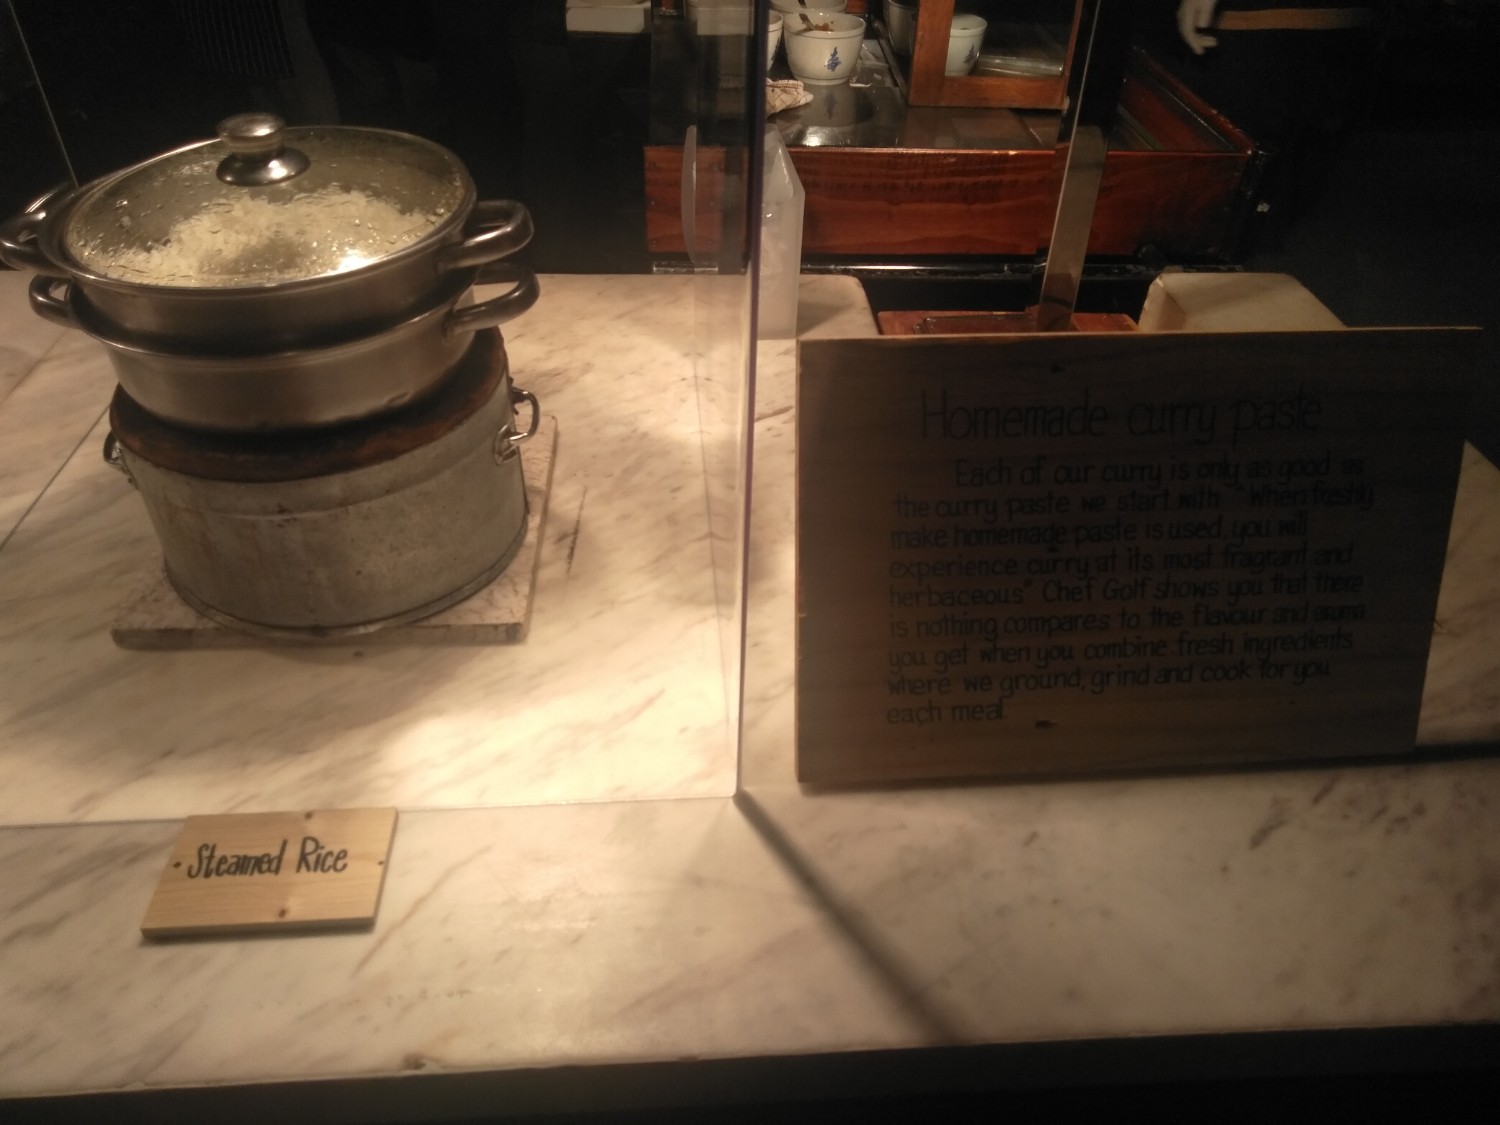 Homemade curry paste
Each of our curry is only as good as
the curry paste we start with "When freshly
make homemade paste is used, you will
experience curry at its most fragrant and
herbaceous" Chef Golf shows you that there
is nothing compares to the flavour and aroma
you get when you combine fresh ingredients
where we ground, grind and cook for you
each meal.
Steamed Rice